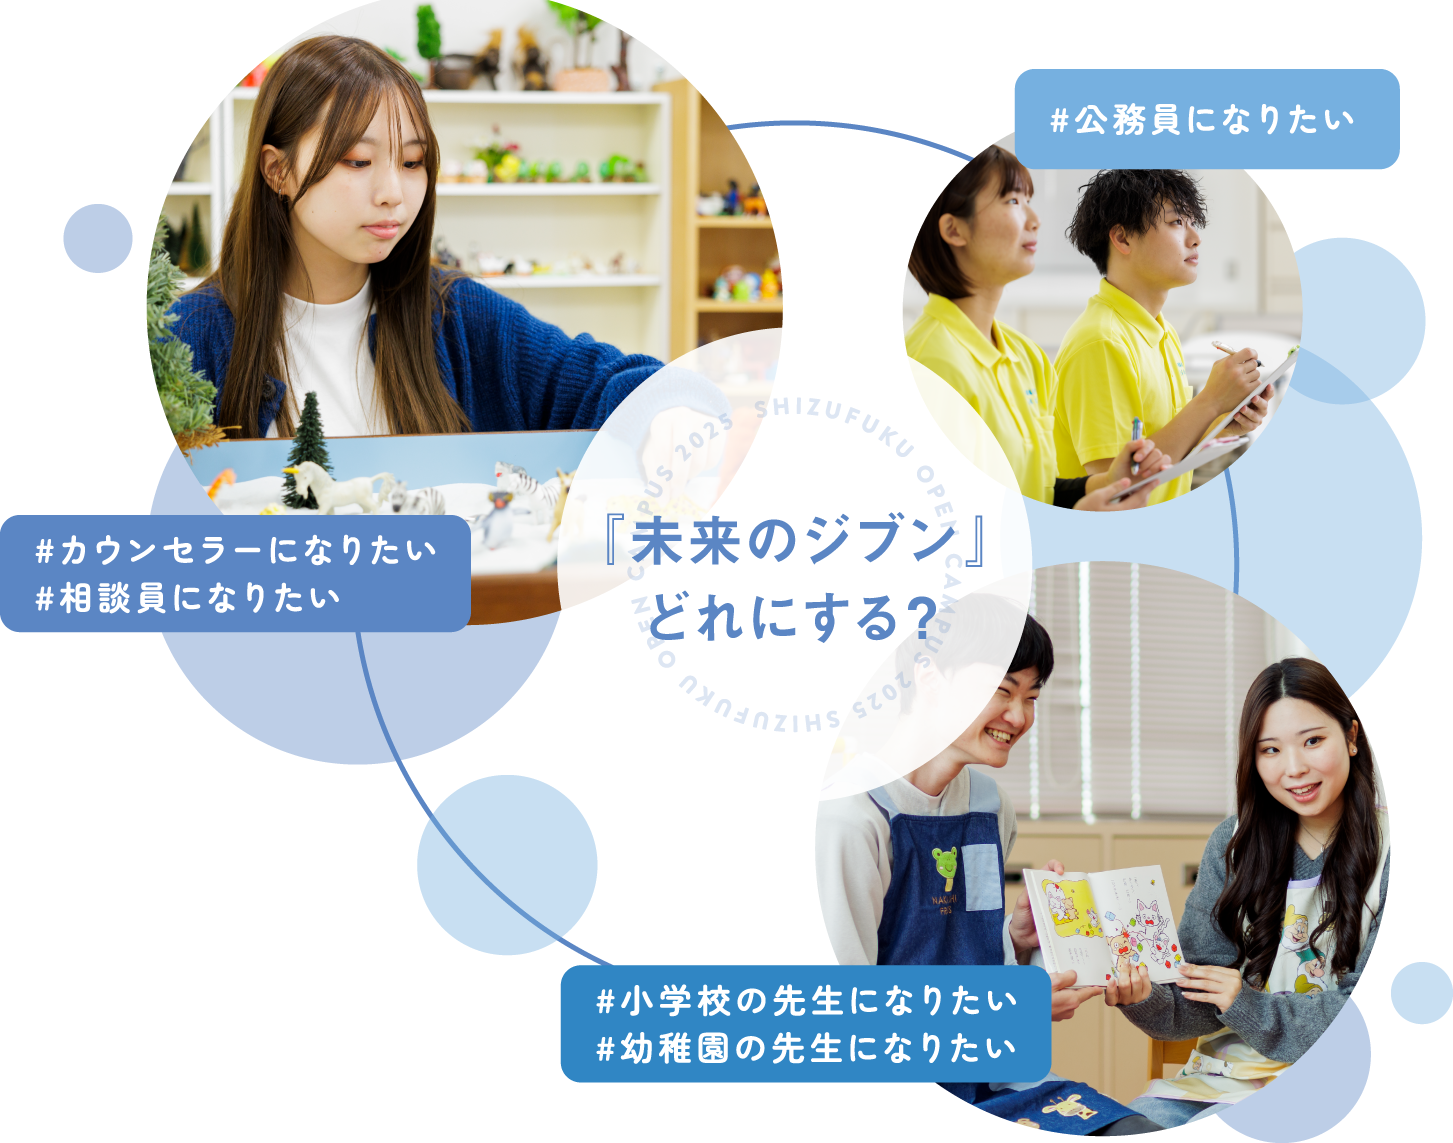 #公務員になりたい
SHIZUFUKU OPEN CAMPUS 2025 SHIZUFUKU OPEN CAMPUS 2025
『未来のジブン』
どれにする?
#カウンセラーになりたい
#相談員になりたい
#小学校の先生になりたい
#幼稚園の先生になりたい